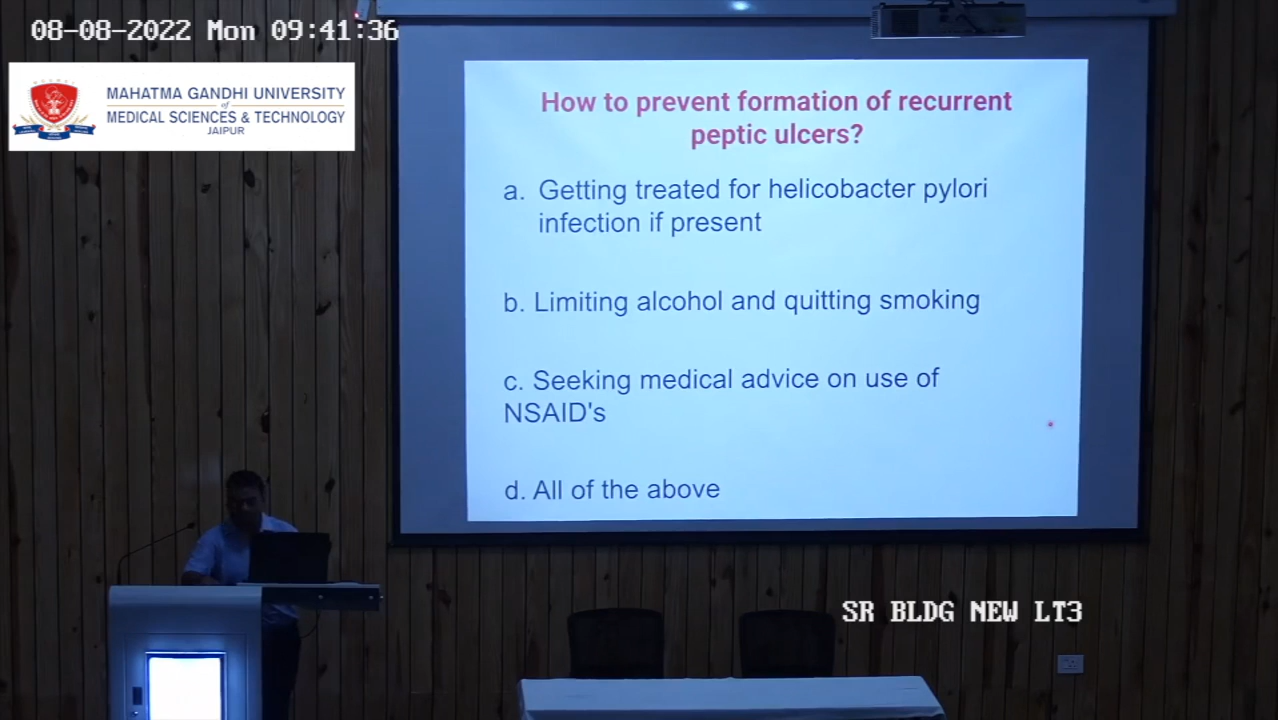 08-08-2022 Mon 09:41:36
MAHATMA GANDHI UNIVERSITY
of
MEDICAL SCIENCES & TECHNOLOGY
JAIPUR
How to prevent formation of recurrent
peptic ulcers?
a. Getting treated for helicobacter pylori
infection if present
b. Limiting alcohol and quitting smoking
c. Seeking medical advice on use of
NSAID's
d. All of the above
SR BLDG NEW LT3